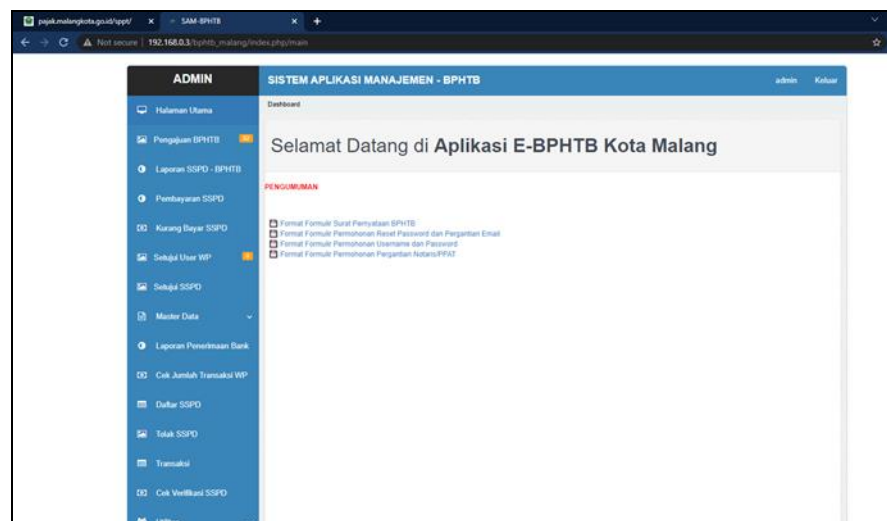 pajak.malangkota.go.id/sppt/
SAM-BPHTB
Not secure | 192.168.0.3/bphtb_malang/index.php/main
ADMIN
SISTEM APLIKASI MANAJEMEN - BPHTB
admin
Keluar
Halaman Utama
Dashboard
Pengajuan BPHTB
Selamat Datang di Aplikasi E-BPHTB Kota Malang
Laporan SSPD - BPHTB
PENGUMUMAN
Pembayaran SSPD
Format Formulir Surat Pernyataan BPHTB
Format Formulir Permohonan Reset Password dan Pergantian Email
Format Formulir Permohonan Username dan Password
Format Formulir Permohonan Pergantian Notaris/PPAT
Kurang Bayar SSPD
Setujui User WP
Setujui SSPD
Master Data
Laporan Penerimaan Bank
Cek Jumlah Transaksi WP
Daftar SSPD
Tolak SSPD
Transaksi
Cek Verifikasi SSPD